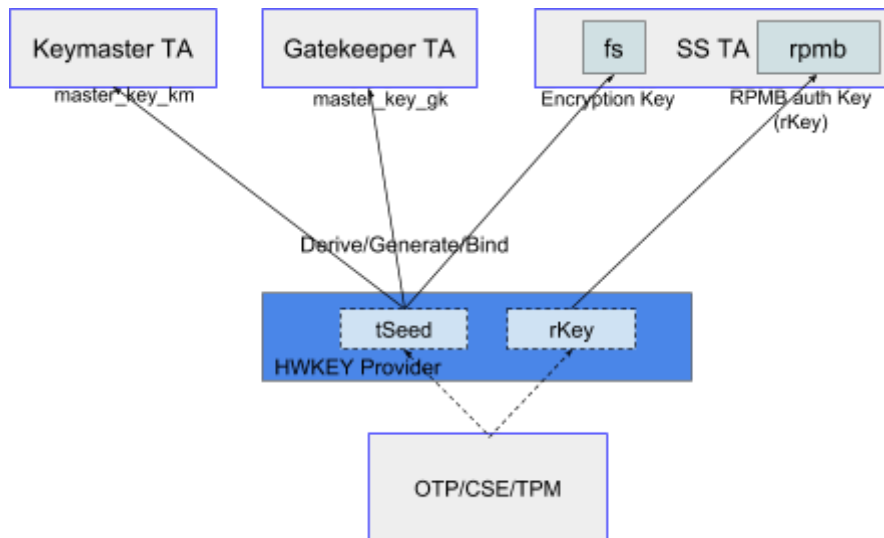 Keymaster TA
Gatekeeper TA
fs
SS TA
rpmb
master_key_km
master_key_gk
Encryption Key
RPMB auth Key
(rKey)
Derive/Generate/Bind
tSeed
rKey
HWKEY Provider
OTP/CSE/TPM